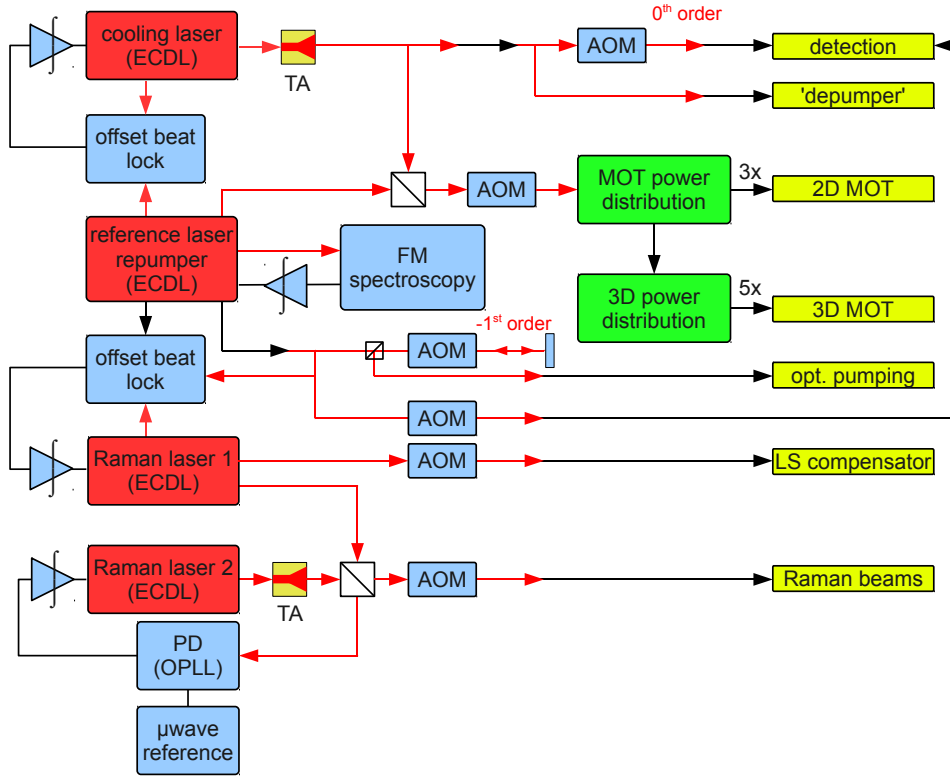 cooling laser
(ECDL)
TA
0th order
AOM
detection
'depumper'
offset beat
lock
AOM
MOT power
distribution
3x
2D MOT
reference laser
repumper
(ECDL)
FM
spectroscopy
3D power
distribution
5x
3D MOT
-1st order
offset beat
lock
AOM
opt. pumping
AOM
Raman laser 1
(ECDL)
AOM
LS compensator
Raman laser 2
(ECDL)
TA
AOM
Raman beams
PD
(OPLL)
µwave
reference